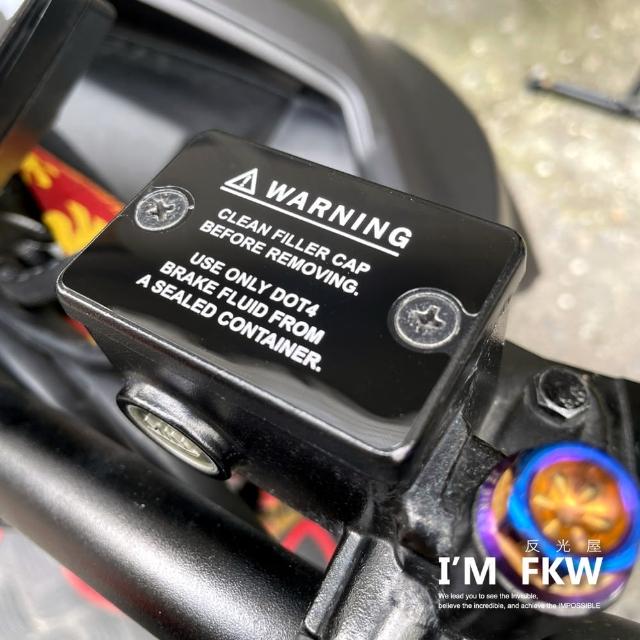 ⚠ WARNING
CLEAN FILLER CAP
BEFORE REMOVING.
USE ONLY DOT4
BRAKE FLUID FROM
A SEALED CONTAINER.
反光屋
I'M FKW
We lead you to see the Invisible,
believe the incredible, and achieve the IMPOSSIBLE